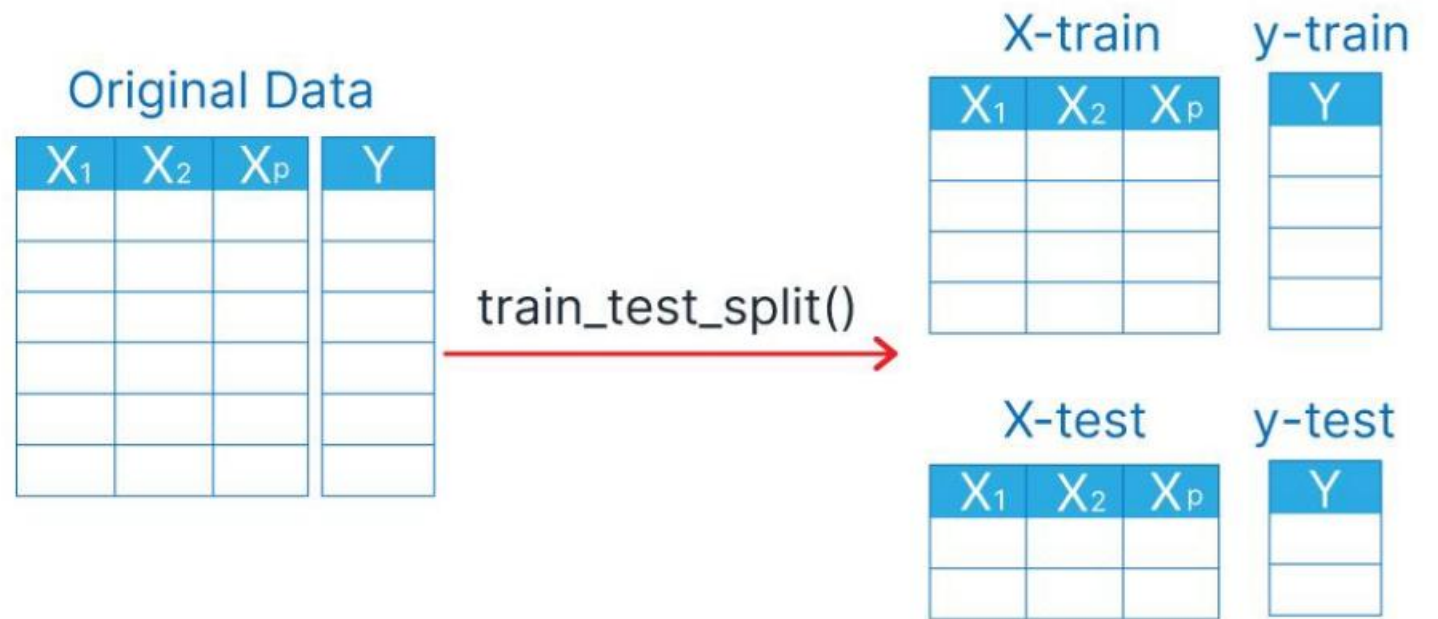 Original Data
X1 X2 Xp Y
train_test_split()
X-train y-train
X1 X2 Xp Y
X-test y-test
X1 X2 Xp Y